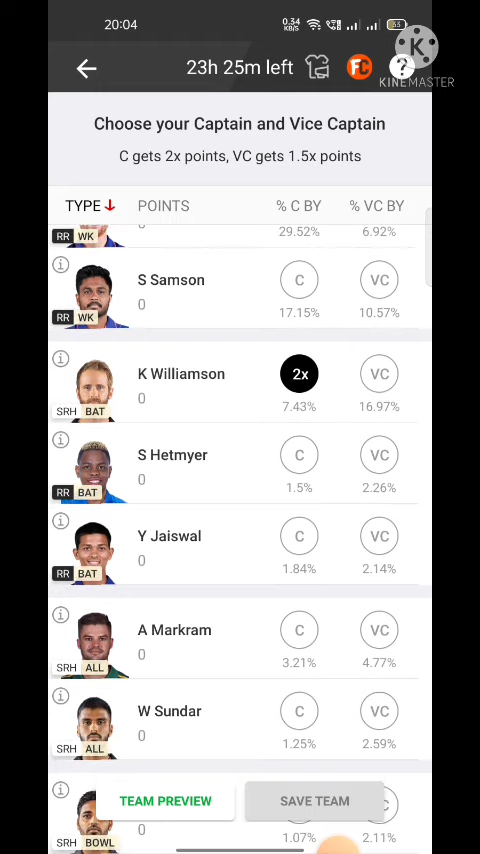 20:04
0.34
KB/S
53
23h 25m left
FC
?
K
KINEMASTER
Choose your Captain and Vice Captain
C gets 2x points, VC gets 1.5x points
TYPE POINTS % C BY % VC BY
RR WK
0
29.52% 6.92%
S Samson
0
RR WK
C VC
17.15% 10.57%
K Williamson
0
SRH BAT
2x VC
7.43% 16.97%
S Hetmyer
0
RR BAT
C VC
1.5% 2.26%
Y Jaiswal
0
RR BAT
C VC
1.84% 2.14%
A Markram
0
SRH ALL
C VC
3.21% 4.77%
W Sundar
0
SRH ALL
C VC
1.25% 2.59%
TEAM PREVIEW SAVE TEAM
0
SRH BOWL
1.07% 2.11%